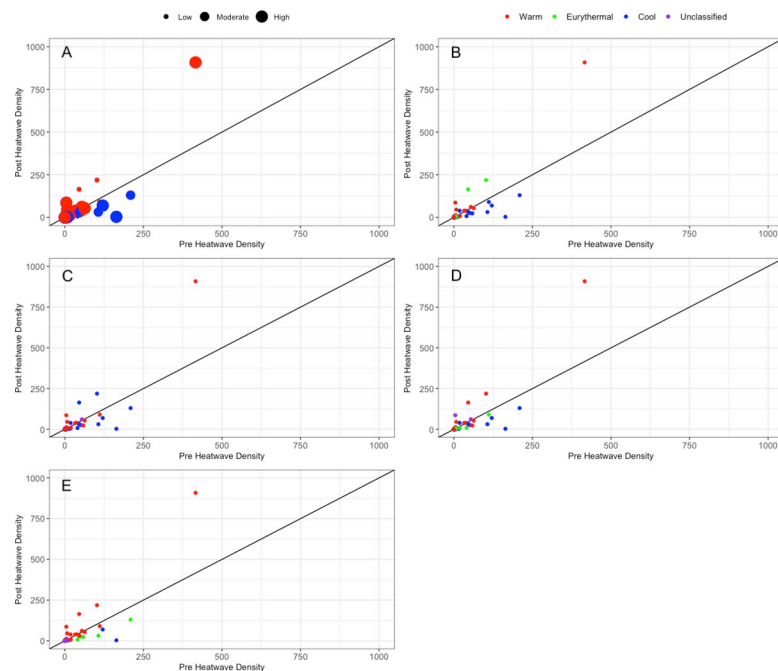 Low Moderate High
Warm Eurythermal Cool Unclassified
A
1000
750
500
250
0
Post Heatwave Density
0 250 500 750 1000
Pre Heatwave Density
B
1000
750
500
250
0
Post Heatwave Density
0 250 500 750 1000
Pre Heatwave Density
C
1000
750
500
250
0
Post Heatwave Density
0 250 500 750 1000
Pre Heatwave Density
D
1000
750
500
250
0
Post Heatwave Density
0 250 500 750 1000
Pre Heatwave Density
E
1000
750
500
250
0
Post Heatwave Density
0 250 500 750 1000
Pre Heatwave Density